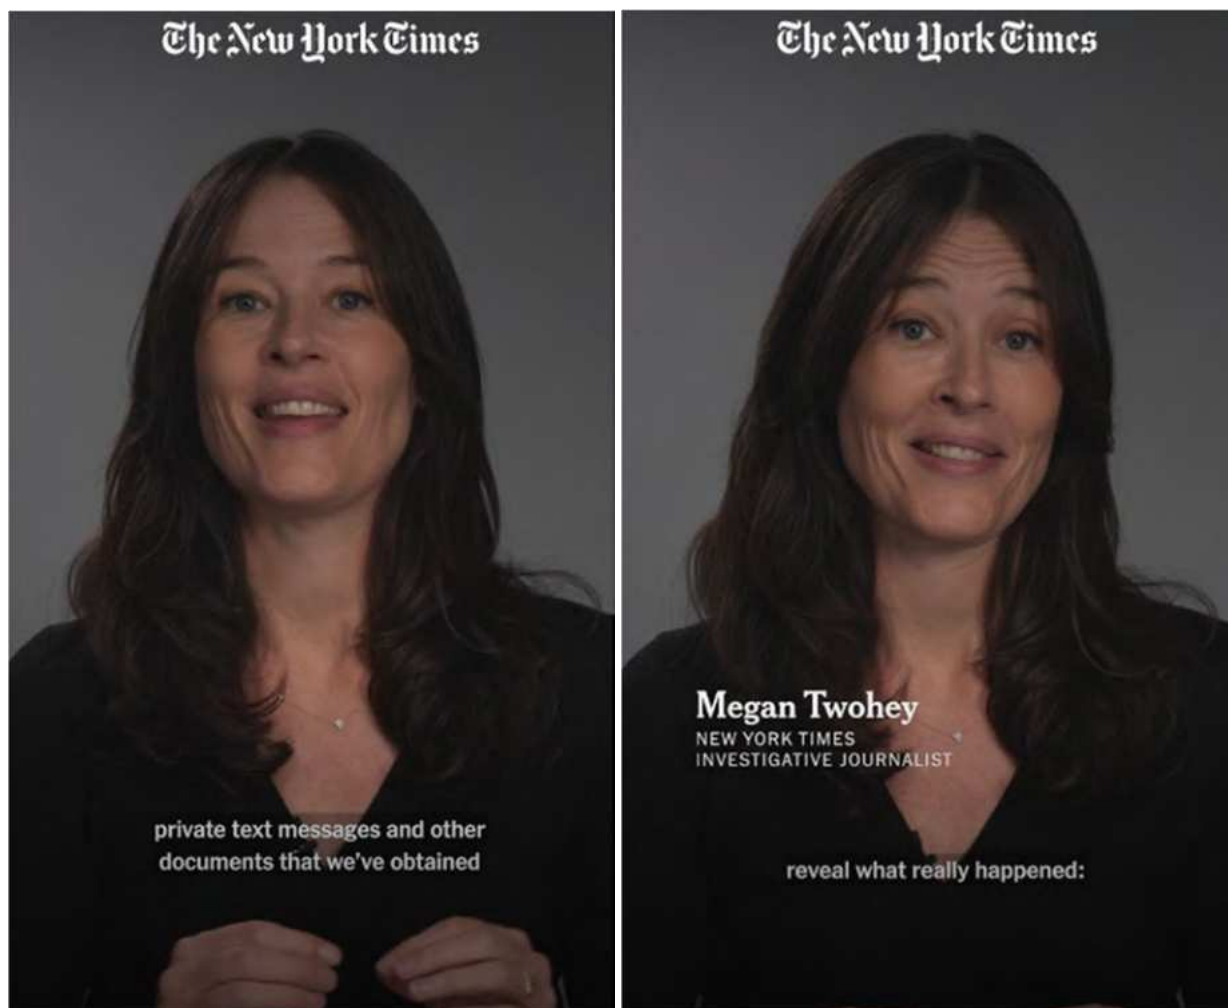 The New York Times
private text messages and other
documents that we've obtained
The New York Times
Megan Twohey
NEW YORK TIMES
INVESTIGATIVE JOURNALIST
reveal what really happened: